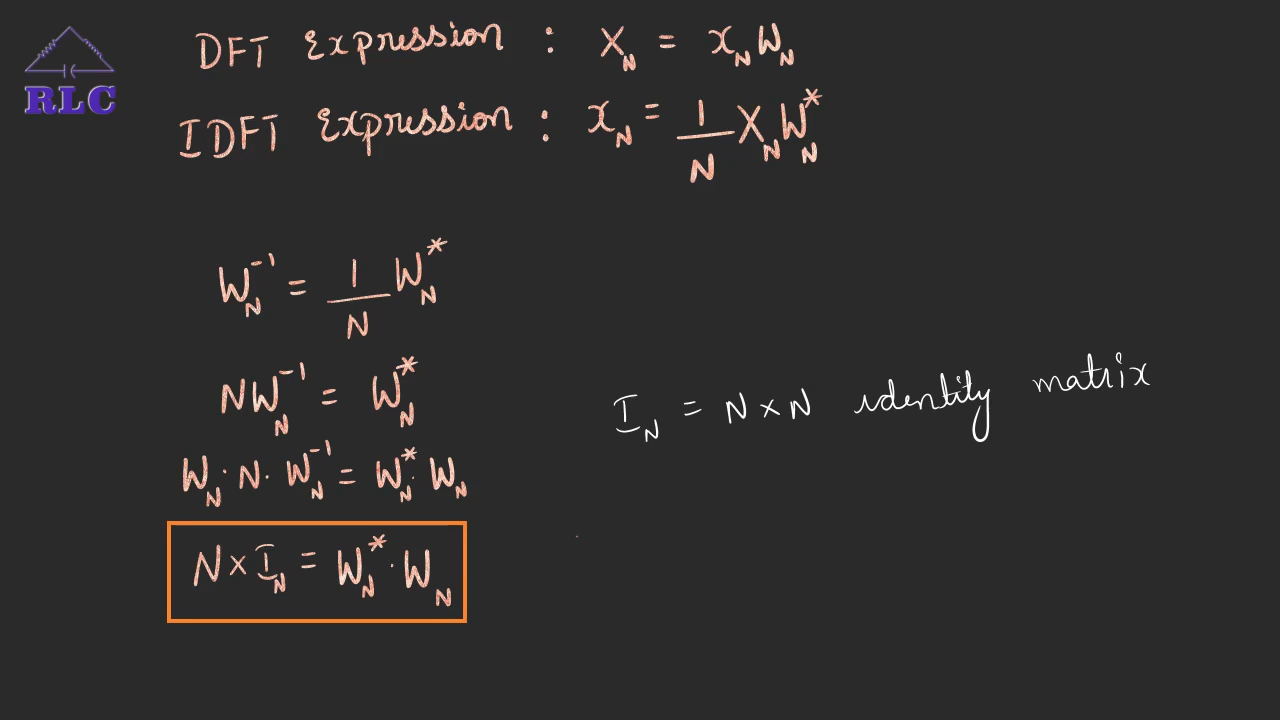 RLC
DFT Expression : X_N = x_N W_N
IDFT Expression : x_N = 1/N X_N W_N^*
W_N^-1 = 1/N W_N^*
N W_N^-1 = W_N^*
I_N = N × N identity matrix
W_N · N · W_N^-1 = W_N^* · W_N
N × I_N = W_N^* · W_N